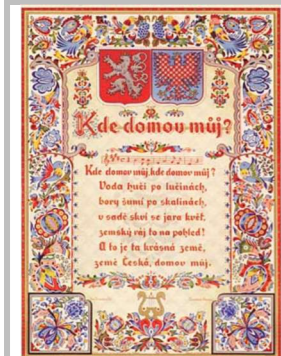 Kde domov můj?
Kde domov můj, kde domov můj?
Voda hučí po lučinách,
bory šumí po skalinách,
v sadě skví se jara květ,
zemský ráj to na pohled!
A to je ta krásná země,
země česká, domov můj.